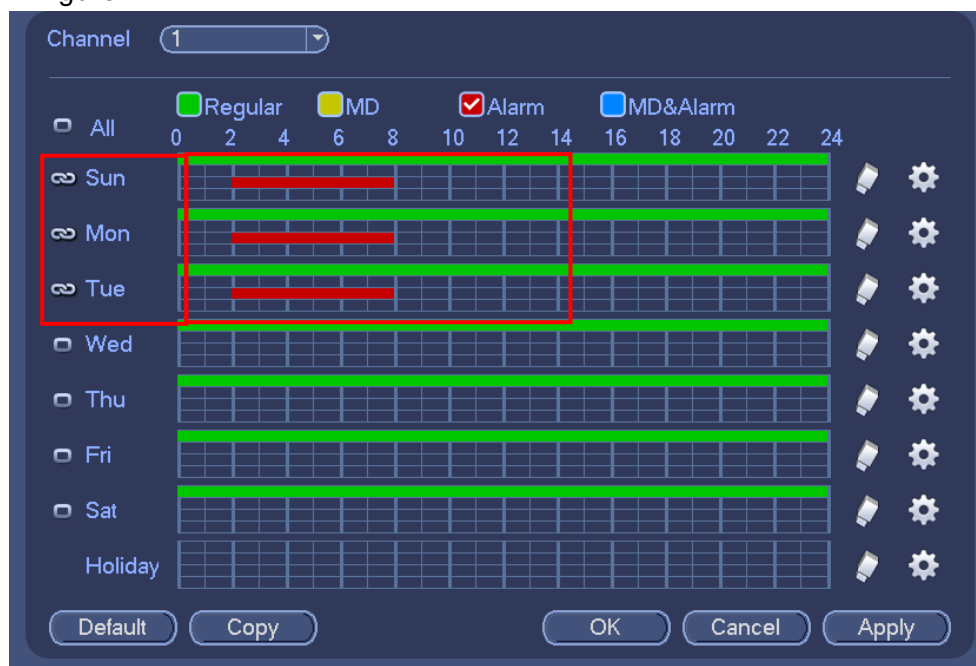 Channel 1
Regular MD Alarm MD&Alarm
All 0 2 4 6 8 10 12 14 16 18 20 22 24
Sun
Mon
Tue
Wed
Thu
Fri
Sat
Holiday
Default Copy OK Cancel Apply